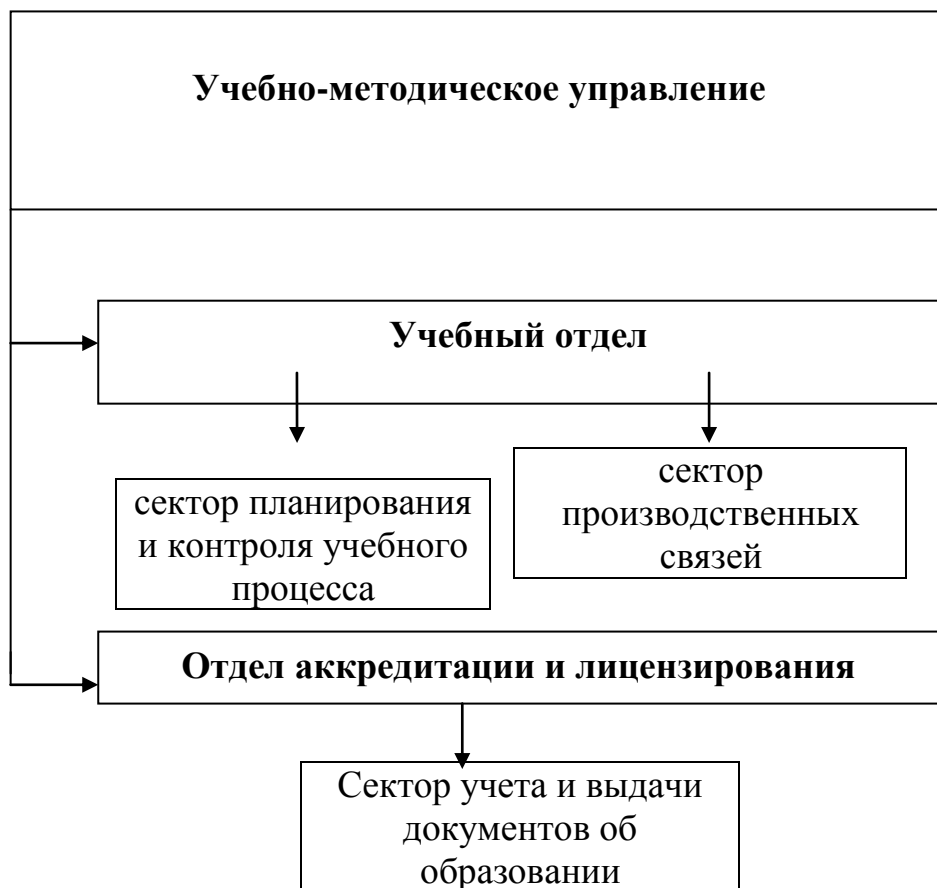 Учебно-методическое управление
Учебный отдел
сектор планирования
и контроля учебного
процесса
сектор
производственных
связей
Отдел аккредитации и лицензирования
Сектор учета и выдачи
документов об
образовании